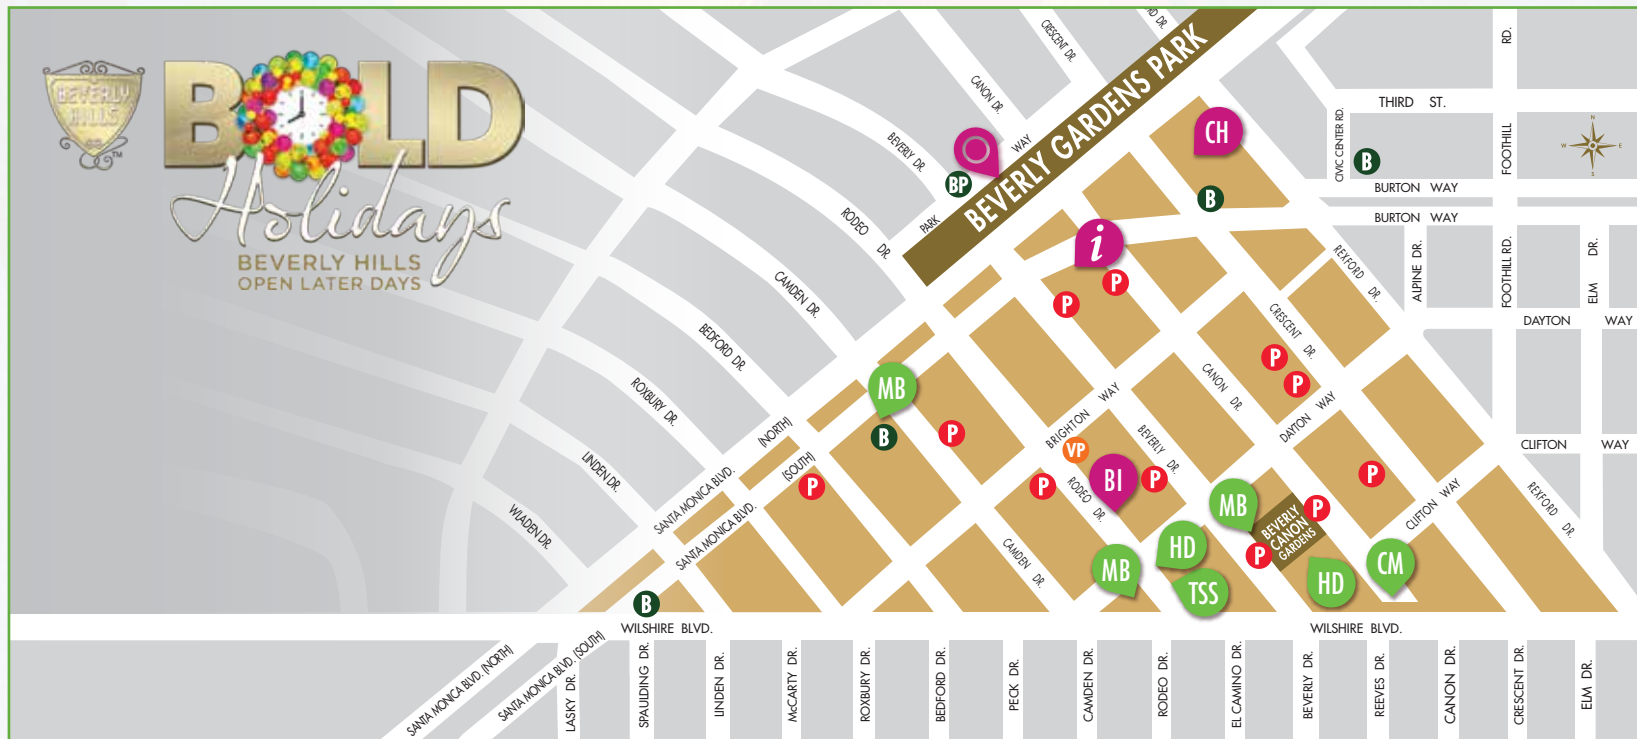 BEVERLY
HILLS
TM
BOLD
Holidays
BEVERLY HILLS
OPEN LATER DAYS
CRESCENT DR.
RD DR.
CANON DR.
BEVERLY DR.
RODEO DR.
CAMDEN DR.
BEDFORD DR.
ROXBURY DR.
LINDEN DR.
WLADEN DR.
PARK WAY
BEVERLY GARDENS PARK
BP
CH
B
i
P
P
THIRD ST.
CIVIC CENTER RD.
B
FOOTHILL RD.
N
W E
S
BURTON WAY
BURTON WAY
REXFORD DR.
ALPINE DR.
FOOTHILL RD.
ELM DR.
DAYTON WAY
CLIFTON WAY
CRESCENT DR.
P
P
CANON DR.
DAYTON WAY
BRIGHTON WAY
BEVERLY DR.
MB
B
P
P
SANTA MONICA BLVD. (NORTH)
SANTA MONICA BLVD. (SOUTH)
VP
BI
P
P
RODEO DR.
CAMDEN DR.
MB
BEVERLY
CANON
GARDENS
P
P
P
CLIFTON WAY
REXFORD DR.
MB
HD
TSS
HD
CM
B
WILSHIRE BLVD.
WILSHIRE BLVD.
SANTA MONICA BLVD. (NORTH)
SANTA MONICA BLVD. (SOUTH)
LASKY DR.
SPAULDING DR.
LINDEN DR.
McCARTY DR.
ROXBURY DR.
BEDFORD DR.
PECK DR.
CAMDEN DR.
RODEO DR.
EL CAMINO DR.
BEVERLY DR.
REEVES DR.
CANON DR.
CRESCENT DR.
ELM DR.